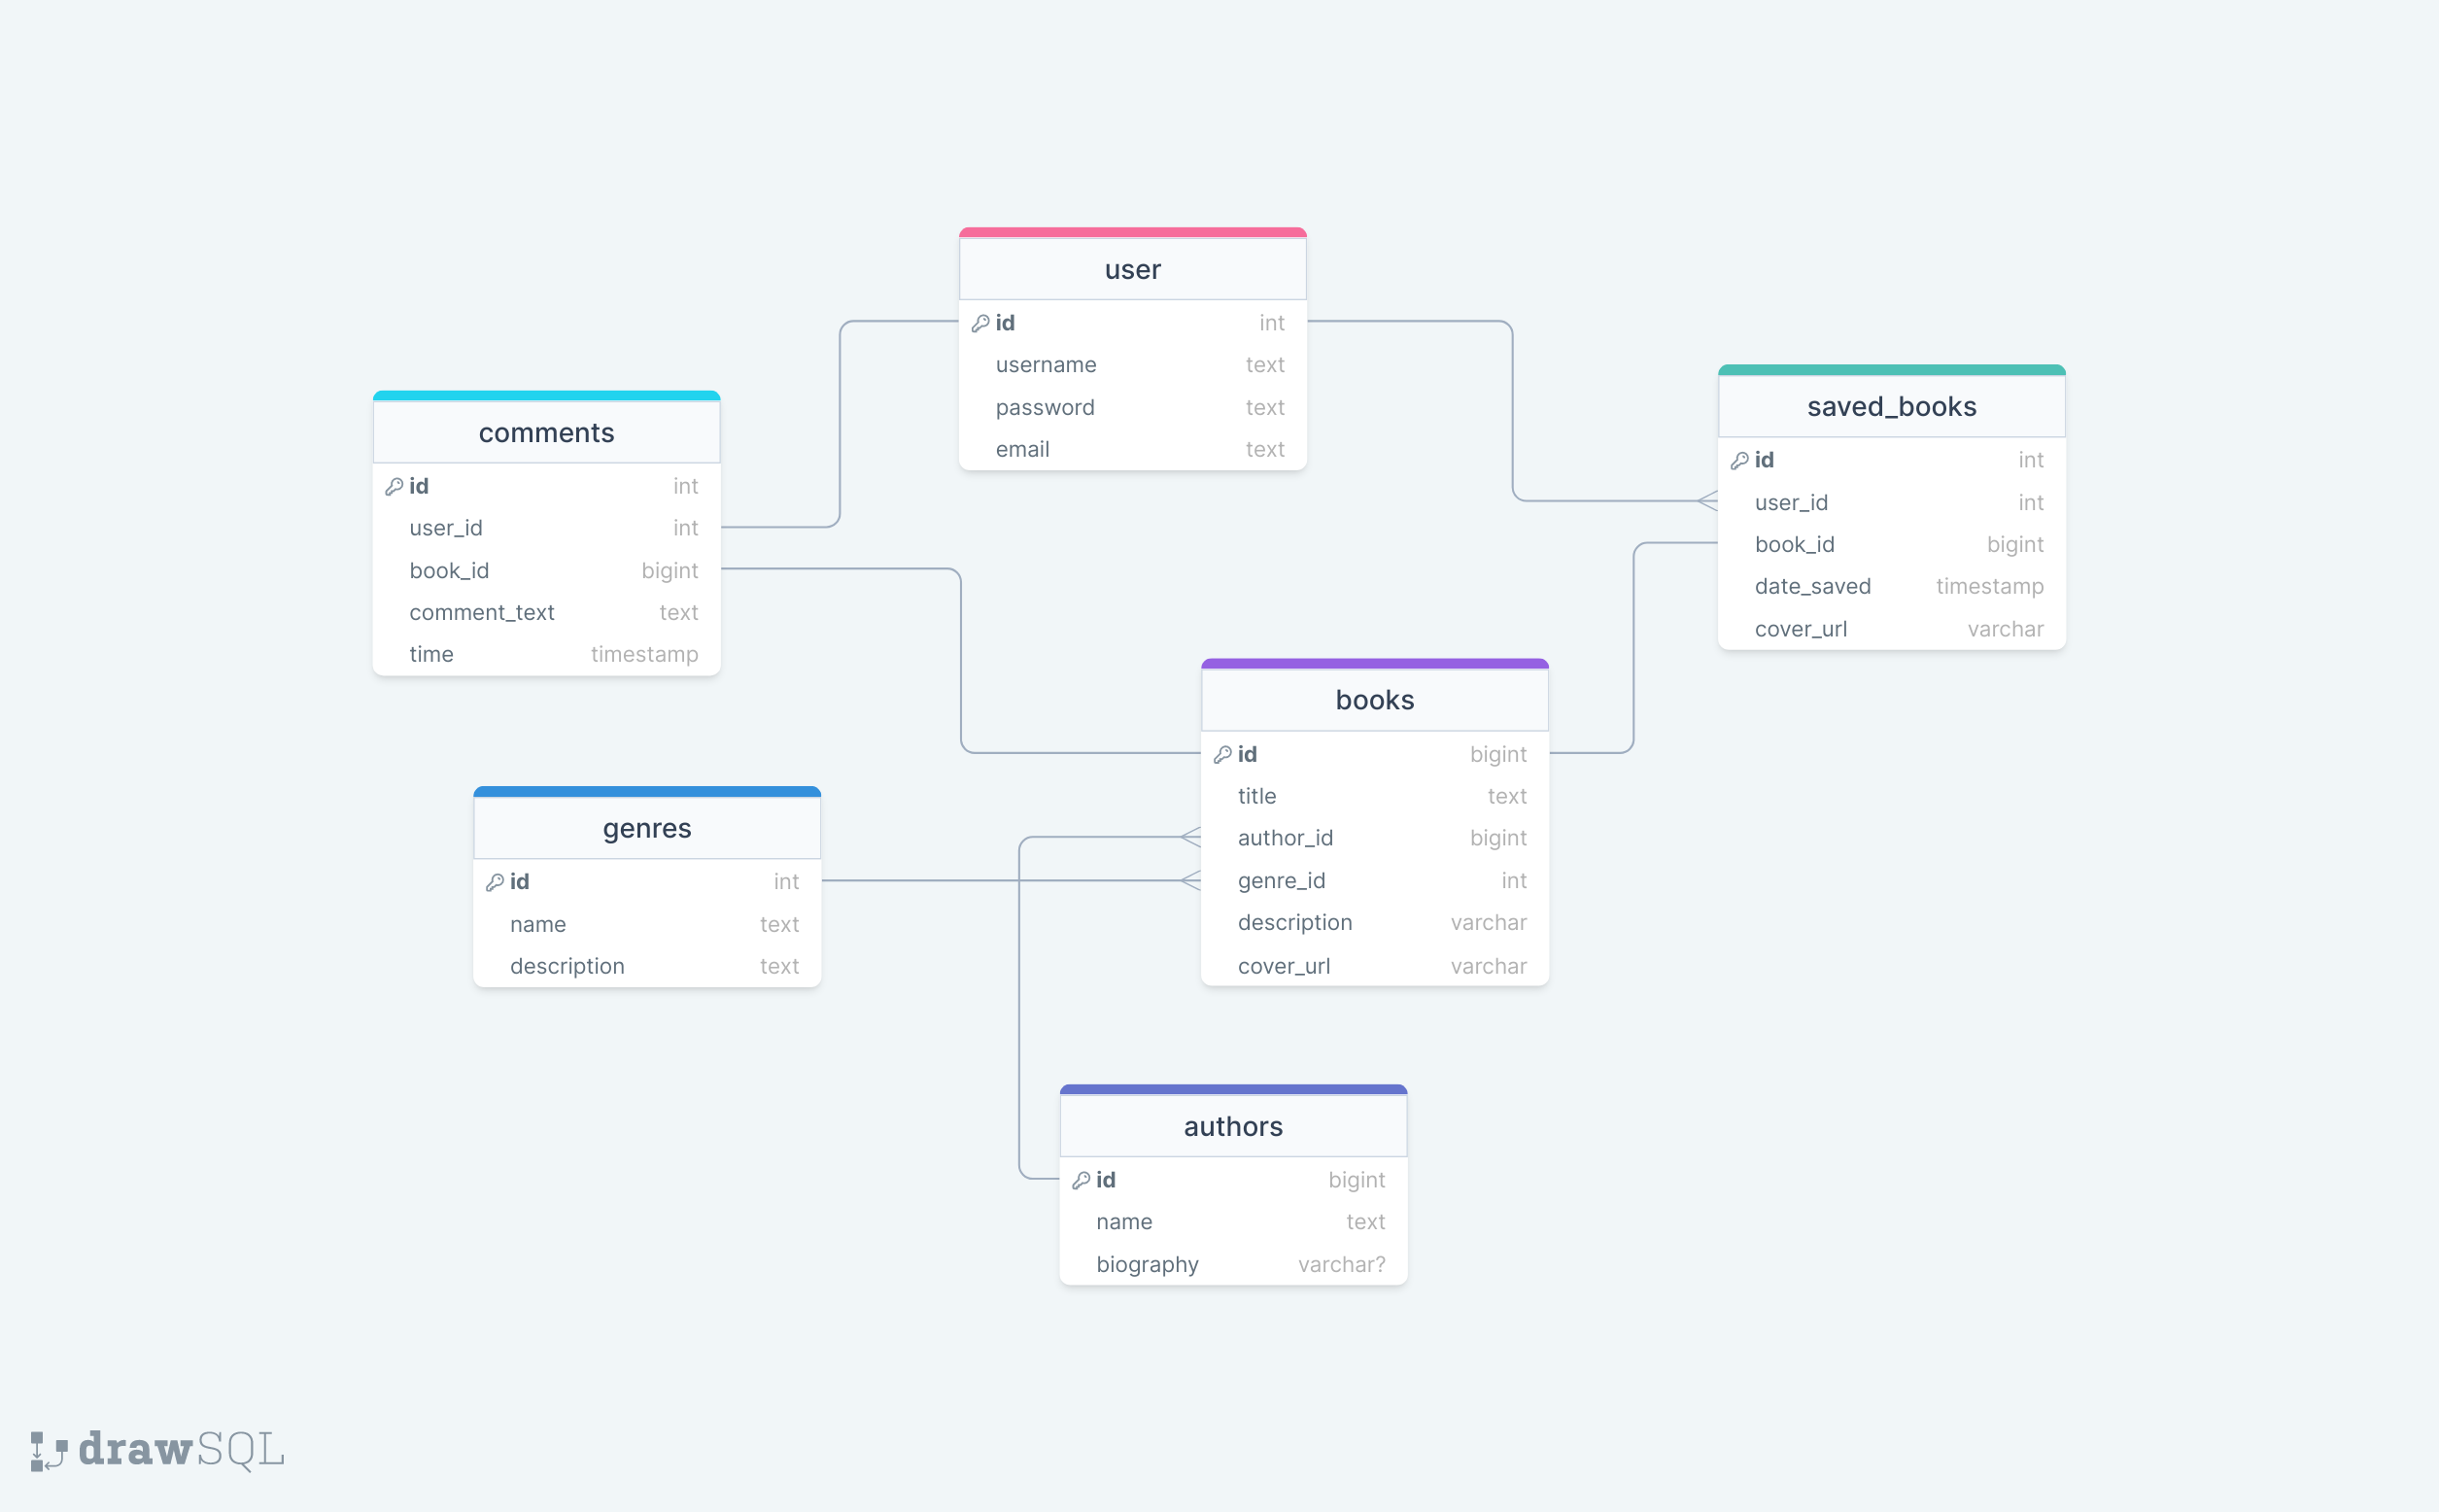 user
id int
username text
password text
email text
comments
id int
user_id int
book_id bigint
comment_text text
time timestamp
saved_books
id int
user_id int
book_id bigint
date_saved timestamp
cover_url varchar
books
id bigint
title text
author_id bigint
genre_id int
description varchar
cover_url varchar
genres
id int
name text
description text
authors
id bigint
name text
biography varchar?
drawSQL